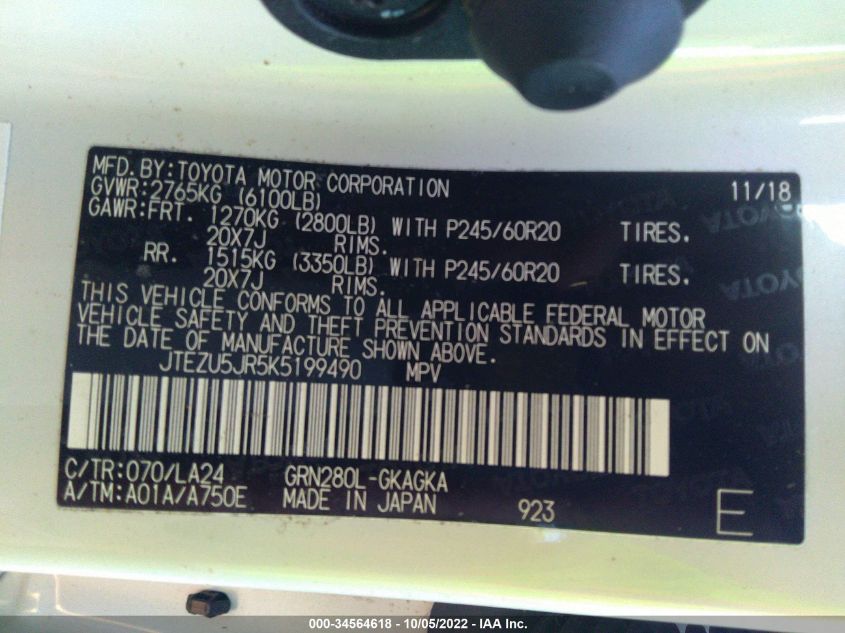 MFD.BY:TOYOTA MOTOR CORPORATION 11/18
GVWR:2765KG (6100LB)
GAWR:FRT. 1270KG (2800LB) WITH P245/60R20 TIRES.
20X7J RIMS.
RR. 1515KG (3350LB) WITH P245/60R20 TIRES.
20X7J RIMS.
THIS VEHICLE CONFORMS TO ALL APPLICABLE FEDERAL MOTOR
VEHICLE SAFETY AND THEFT PREVENTION STANDARDS IN EFFECT ON
THE DATE OF MANUFACTURE SHOWN ABOVE.
JTEZU5JR5K5199490 MPV
C/TR:070/LA24 GRN280L-GKAGKA
A/TM:A01A/A750E MADE IN JAPAN 923 E
TOYOTA
TOYOTA
000-34564618 - 10/05/2022 - IAA Inc.